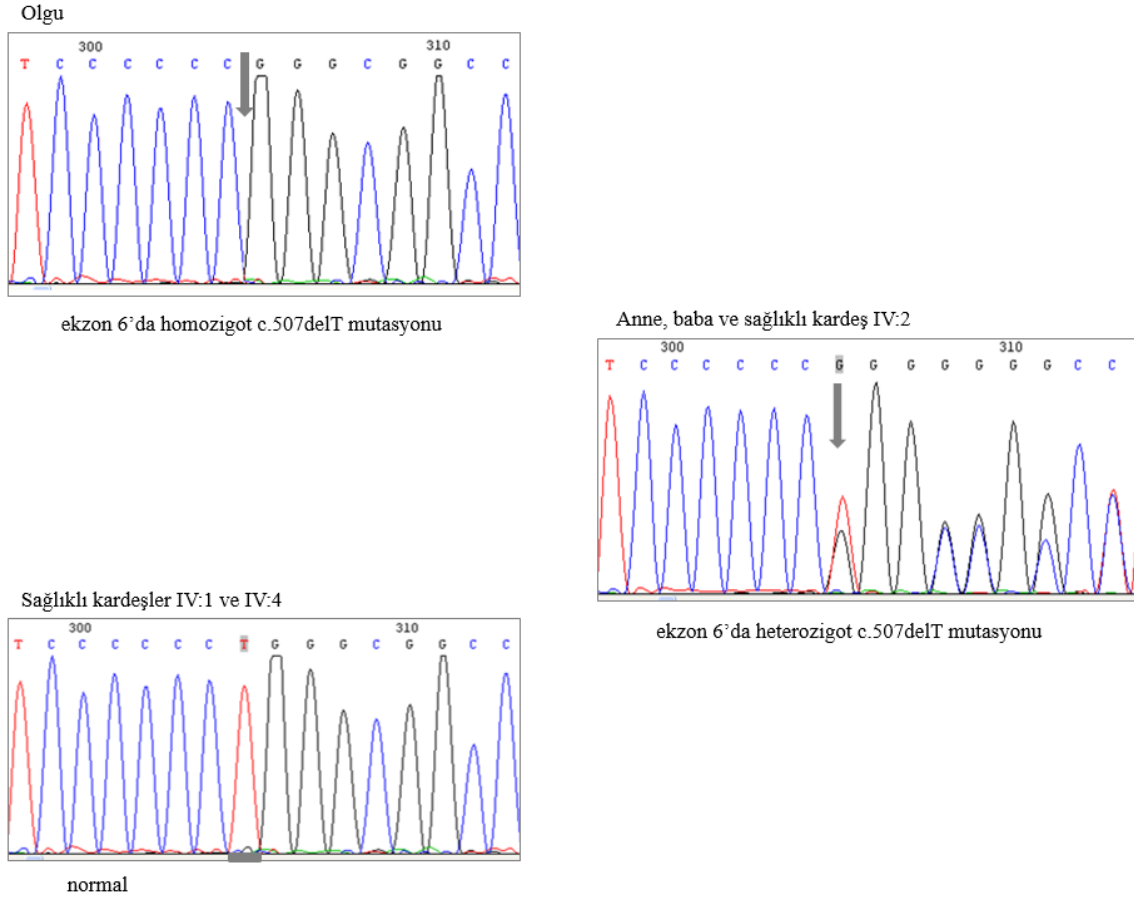 Olgu
300 310
T C C C C C C G G G C G G C C
ekzon 6’da homozigot c.507delT mutasyonu
Anne, baba ve sağlıklı kardeş IV:2
300 310
T C C C C C C G G G G G G G C C
ekzon 6’da heterozigot c.507delT mutasyonu
Sağlıklı kardeşler IV:1 ve IV:4
300 310
T C C C C C C T G G G C G G C C
normal